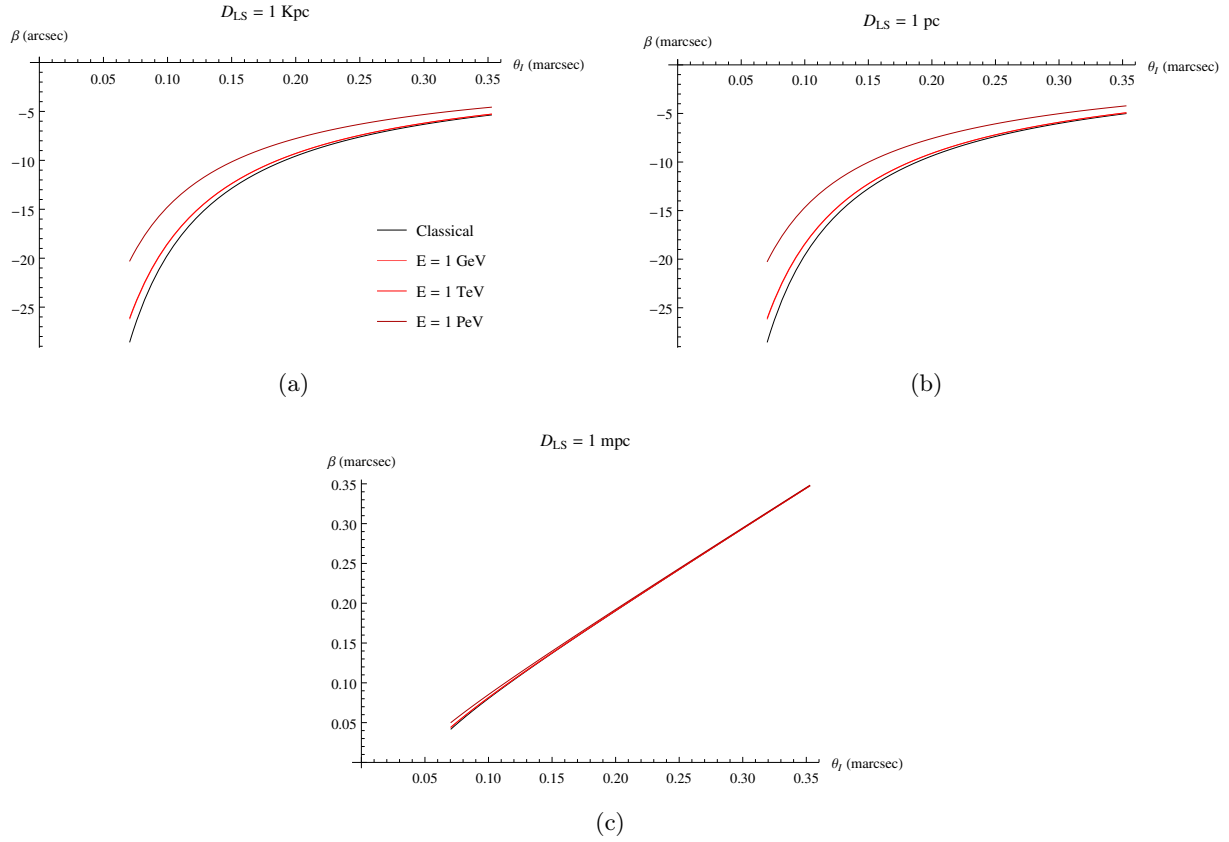 D_LS = 1 Kpc
β (arcsec)
θ_I (marcsec)
0.05 0.10 0.15 0.20 0.25 0.30 0.35
−5
−10
−15
−20
−25
Classical
E = 1 GeV
E = 1 TeV
E = 1 PeV
(a)
D_LS = 1 pc
β (marcsec)
θ_I (marcsec)
0.05 0.10 0.15 0.20 0.25 0.30 0.35
−5
−10
−15
−20
−25
(b)
D_LS = 1 mpc
β (marcsec)
0.35
0.30
0.25
0.20
0.15
0.10
0.05
θ_I (marcsec)
0.05 0.10 0.15 0.20 0.25 0.30 0.35
(c)